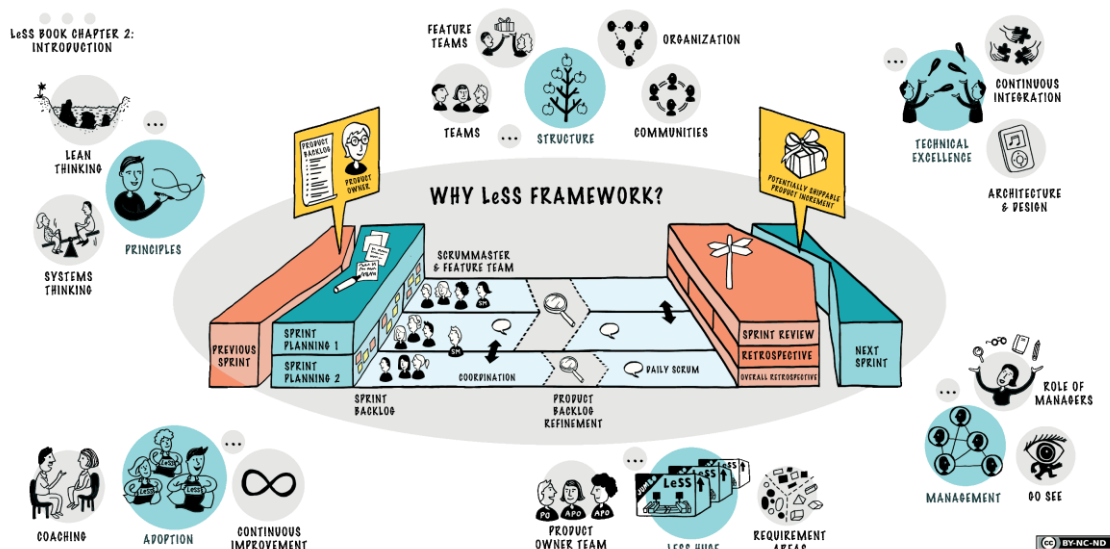 LeSS BOOK CHAPTER 2:
INTRODUCTION
LEAN
THINKING
SYSTEMS
THINKING
PRINCIPLES
FEATURE
TEAMS
TEAMS
STRUCTURE
ORGANIZATION
COMMUNITIES
TECHNICAL
EXCELLENCE
CONTINUOUS
INTEGRATION
ARCHITECTURE
& DESIGN
PRODUCT
BACKLOG
PRODUCT
OWNER
WHY LeSS FRAMEWORK?
POTENTIALLY SHIPPABLE
PRODUCT INCREMENT
SCRUMMASTER
& FEATURE TEAM
SM
SM
PREVIOUS
SPRINT
SPRINT
PLANNING 1
SPRINT
PLANNING 2
COORDINATION
DAILY SCRUM
SPRINT
BACKLOG
PRODUCT
BACKLOG
REFINEMENT
SPRINT REVIEW
RETROSPECTIVE
OVERALL RETROSPECTIVE
NEXT
SPRINT
ROLE OF
MANAGERS
MANAGEMENT
GO SEE
COACHING
LeSS
LeSS
LeSS
ADOPTION
CONTINUOUS
IMPROVEMENT
PO
APO
APO
PRODUCT
OWNER TEAM
JUMBO
LeSS
LESS HUGE
REQUIREMENT
AREAS
cc BY-NC-ND